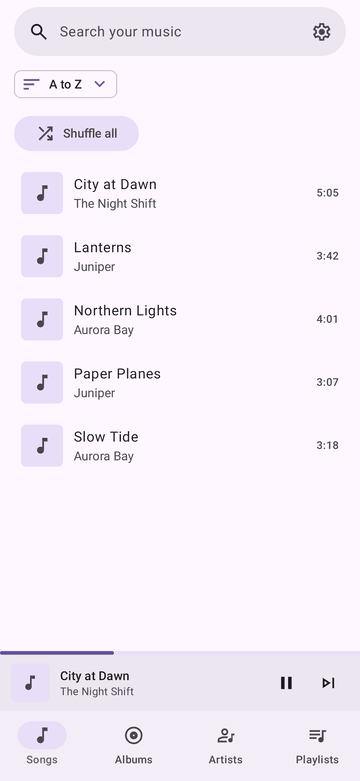 Search your music
A to Z
Shuffle all
City at Dawn
The Night Shift
5:05
Lanterns
Juniper
3:42
Northern Lights
Aurora Bay
4:01
Paper Planes
Juniper
3:07
Slow Tide
Aurora Bay
3:18
City at Dawn
The Night Shift
Songs
Albums
Artists
Playlists